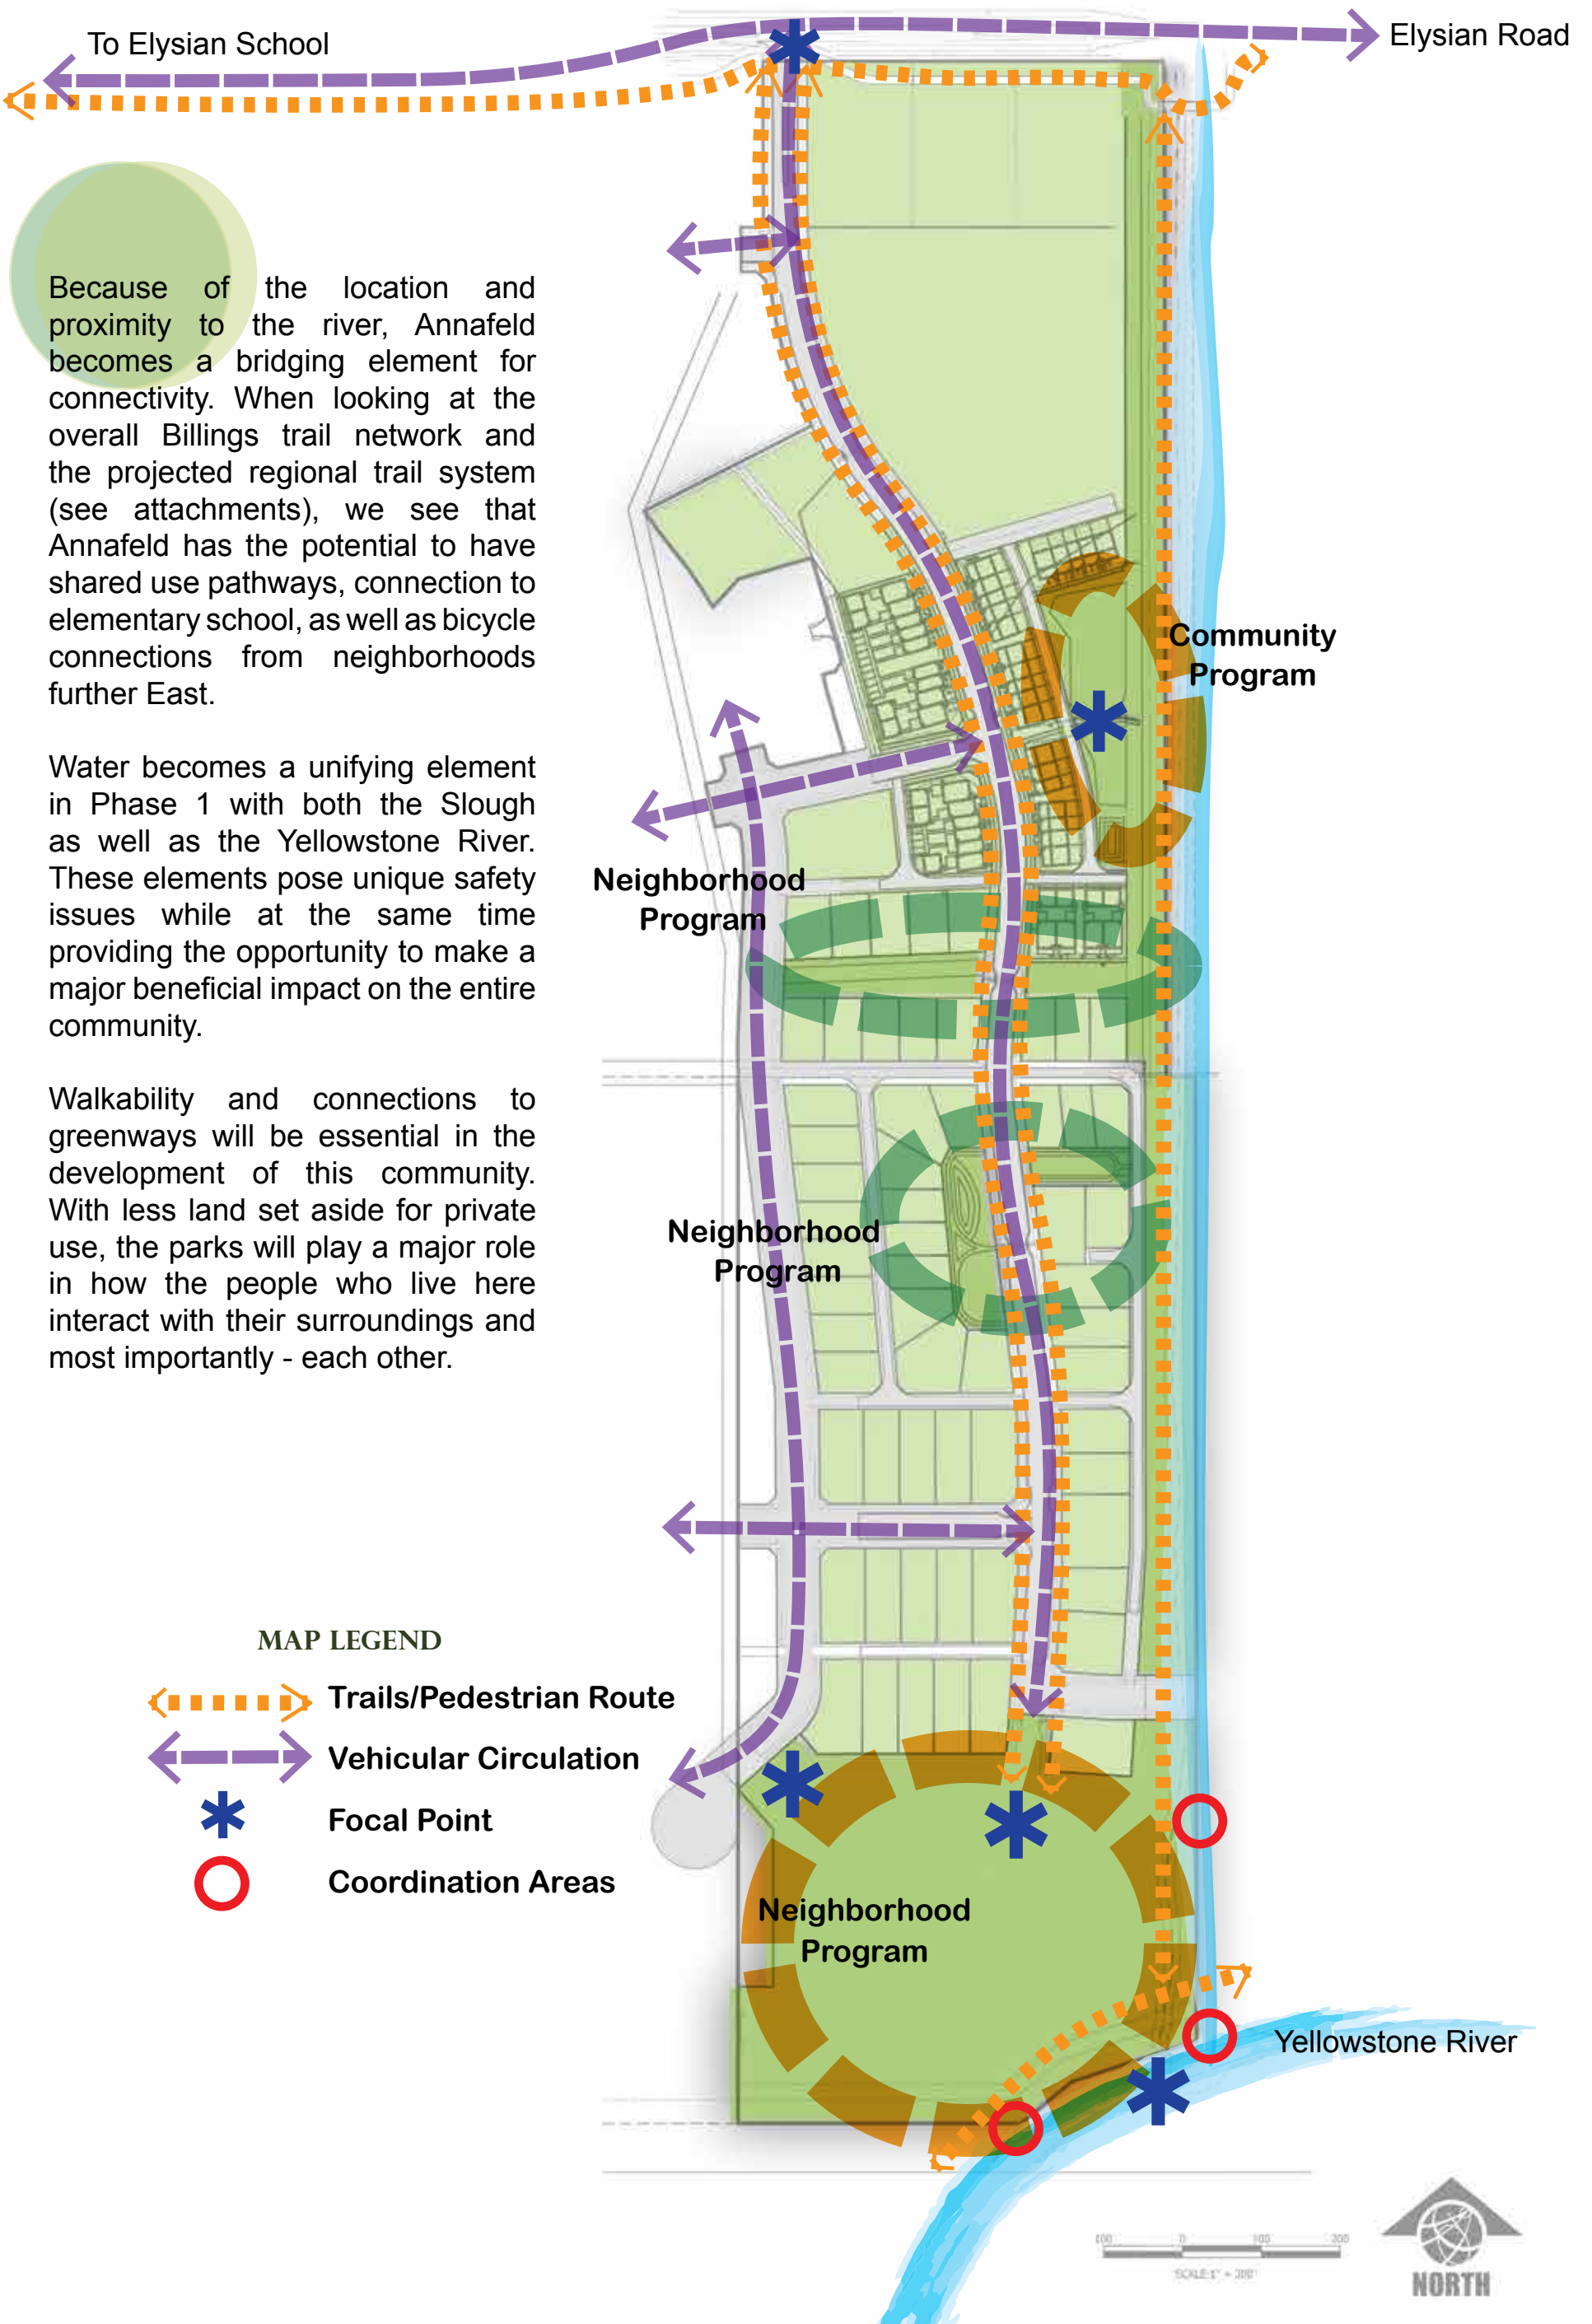 To Elysian School
Elysian Road
Because of the location and
proximity to the river, Annafeld
becomes a bridging element for
connectivity. When looking at the
overall Billings trail network and
the projected regional trail system
(see attachments), we see that
Annafeld has the potential to have
shared use pathways, connection to
elementary school, as well as bicycle
connections from neighborhoods
further East.
Water becomes a unifying element
in Phase 1 with both the Slough
as well as the Yellowstone River.
These elements pose unique safety
issues while at the same time
providing the opportunity to make a
major beneficial impact on the entire
community.
Walkability and connections to
greenways will be essential in the
development of this community.
With less land set aside for private
use, the parks will play a major role
in how the people who live here
interact with their surroundings and
most importantly - each other.
Community
Program
Neighborhood
Program
Neighborhood
Program
MAP LEGEND
Trails/Pedestrian Route
Vehicular Circulation
Focal Point
Coordination Areas
Neighborhood
Program
Yellowstone River
100 0 100 200
SCALE:1" = 200'
NORTH